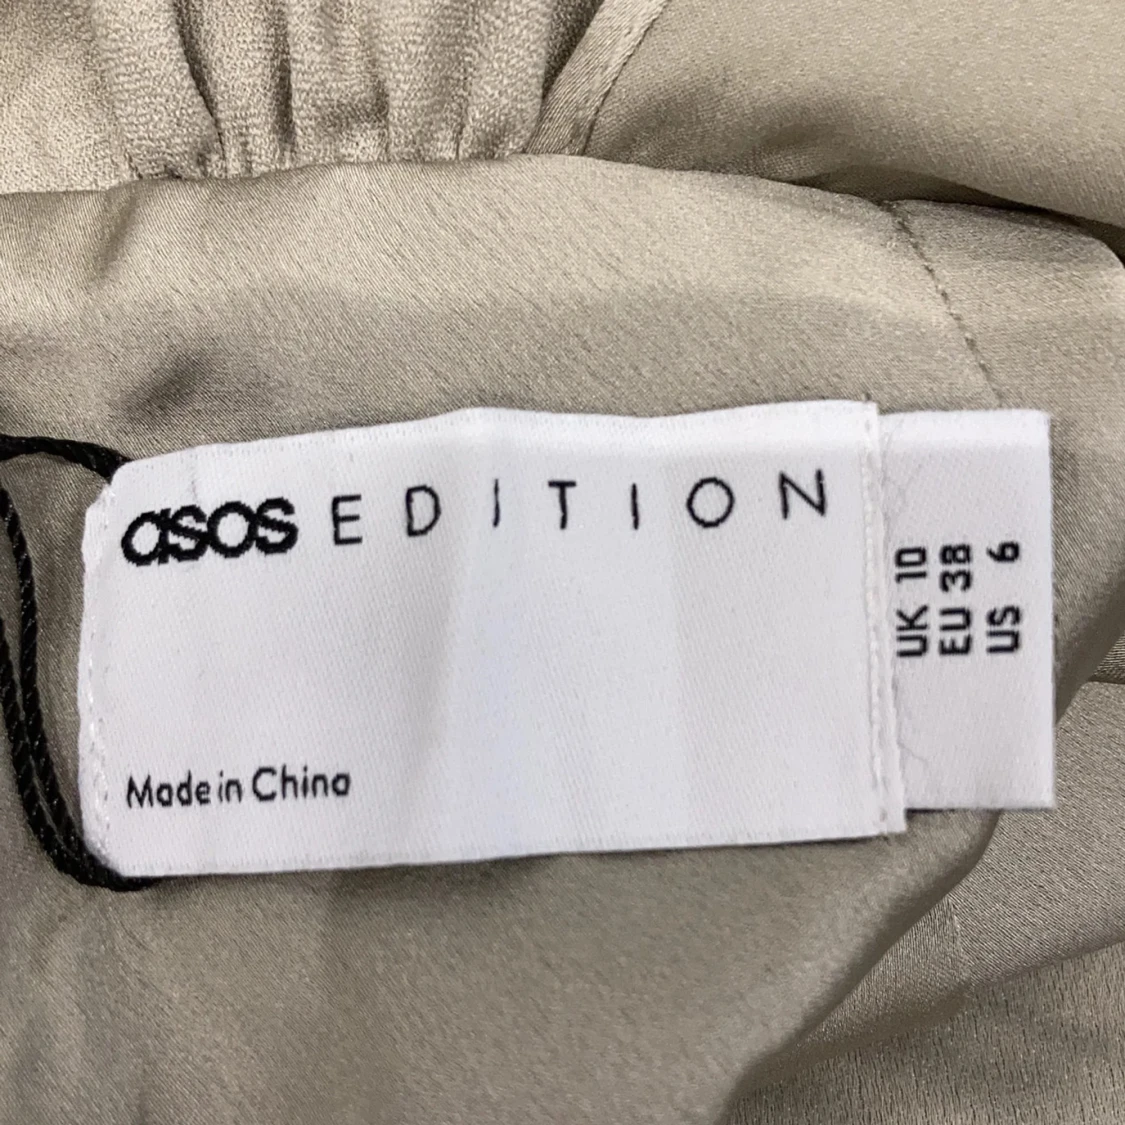 asos EDITION
Made in China
UK 10
EU 38
US 6